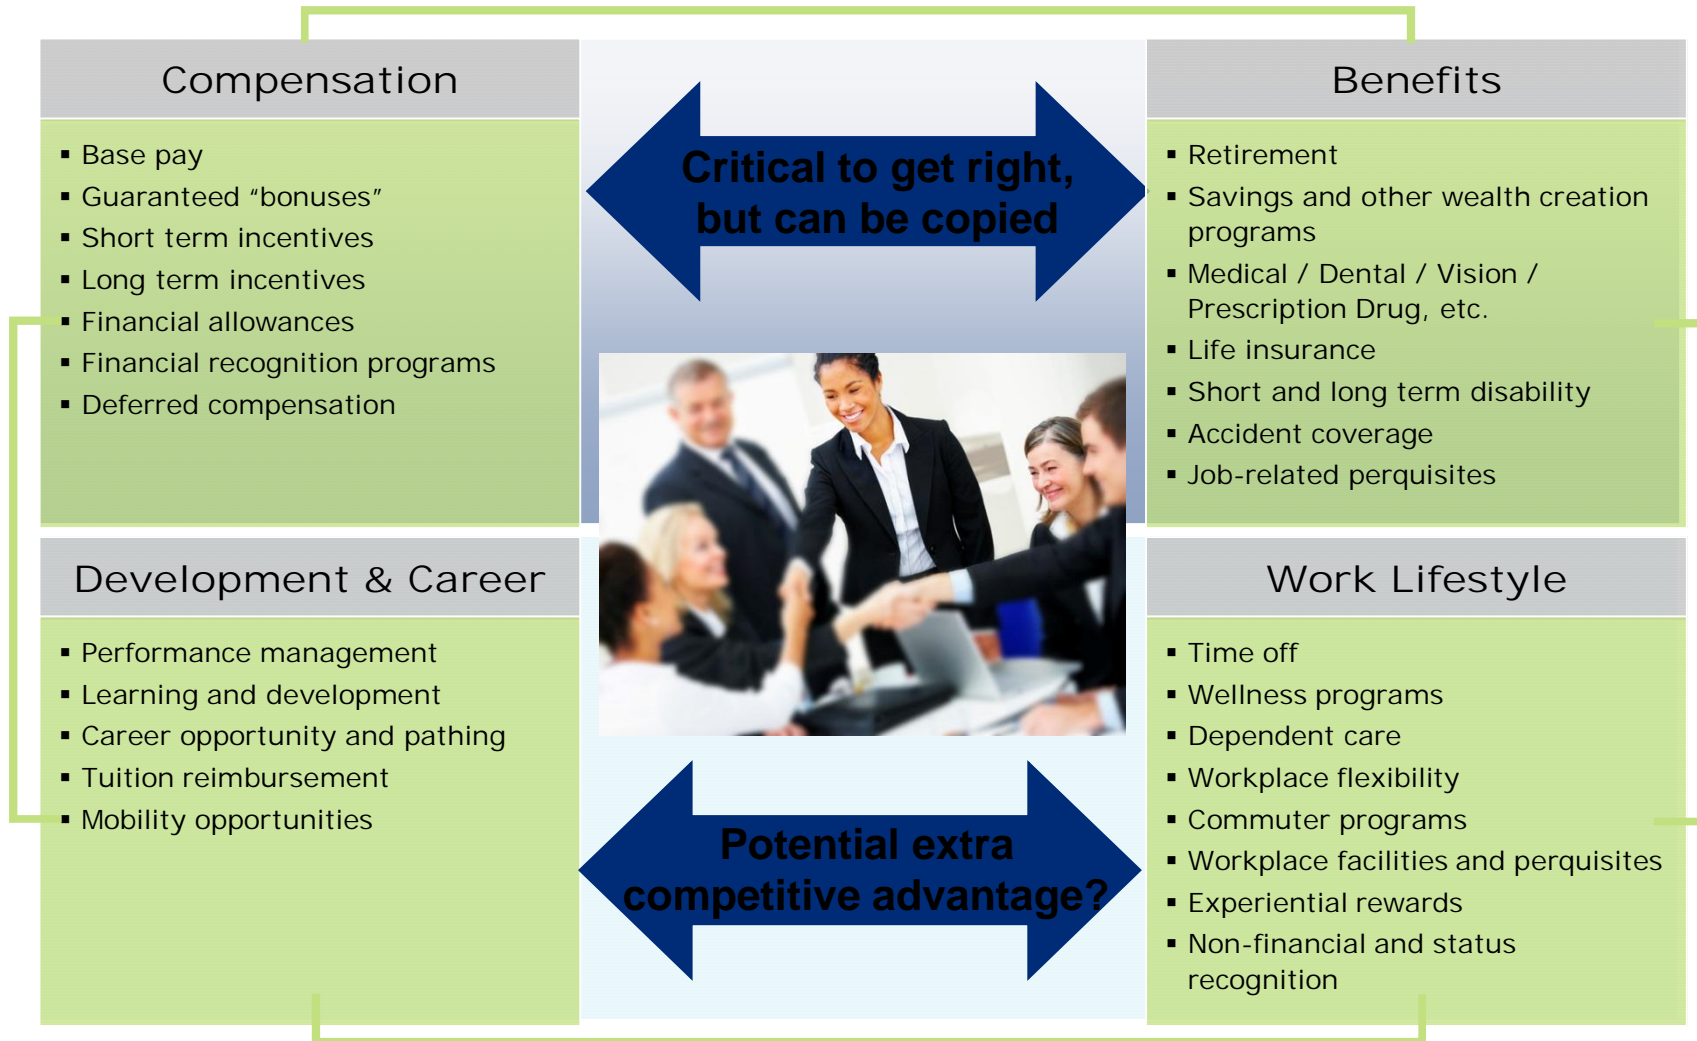 Compensation
▪ Base pay
▪ Guaranteed “bonuses”
▪ Short term incentives
▪ Long term incentives
▪ Financial allowances
▪ Financial recognition programs
▪ Deferred compensation
Critical to get right,
but can be copied
Benefits
▪ Retirement
▪ Savings and other wealth creation
programs
▪ Medical / Dental / Vision /
Prescription Drug, etc.
▪ Life insurance
▪ Short and long term disability
▪ Accident coverage
▪ Job-related perquisites
Development & Career
▪ Performance management
▪ Learning and development
▪ Career opportunity and pathing
▪ Tuition reimbursement
▪ Mobility opportunities
Potential extra
competitive advantage?
Work Lifestyle
▪ Time off
▪ Wellness programs
▪ Dependent care
▪ Workplace flexibility
▪ Commuter programs
▪ Workplace facilities and perquisites
▪ Experiential rewards
▪ Non-financial and status
recognition